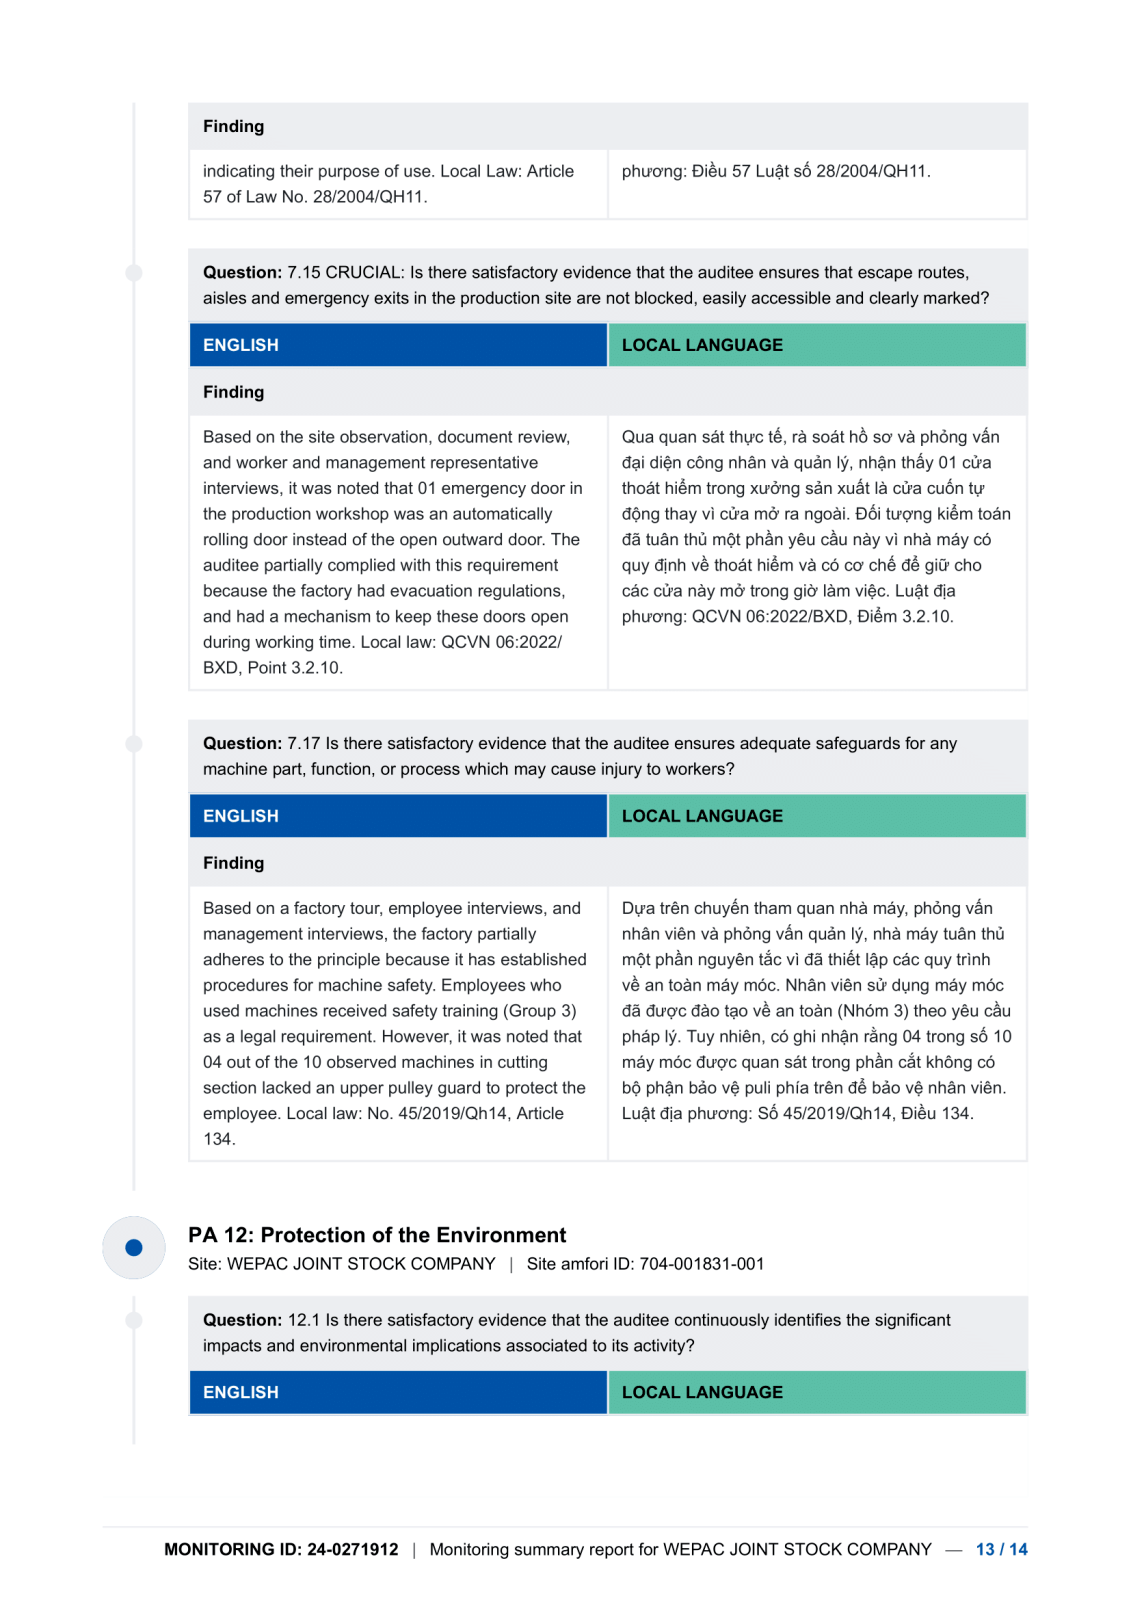 Finding
indicating their purpose of use. Local Law: Article
57 of Law No. 28/2004/QH11.
phương: Điều 57 Luật số 28/2004/QH11.
Question: 7.15 CRUCIAL: Is there satisfactory evidence that the auditee ensures that escape routes,
aisles and emergency exits in the production site are not blocked, easily accessible and clearly marked?
ENGLISH
LOCAL LANGUAGE
Finding
Based on the site observation, document review,
and worker and management representative
interviews, it was noted that 01 emergency door in
the production workshop was an automatically
rolling door instead of the open outward door. The
auditee partially complied with this requirement
because the factory had evacuation regulations,
and had a mechanism to keep these doors open
during working time. Local law: QCVN 06:2022/
BXD, Point 3.2.10.
Qua quan sát thực tế, rà soát hồ sơ và phỏng vấn
đại diện công nhân và quản lý, nhận thấy 01 cửa
thoát hiểm trong xưởng sản xuất là cửa cuốn tự
động thay vì cửa mở ra ngoài. Đối tượng kiểm toán
đã tuân thủ một phần yêu cầu này vì nhà máy có
quy định về thoát hiểm và có cơ chế để giữ cho
các cửa này mở trong giờ làm việc. Luật địa
phương: QCVN 06:2022/BXD, Điểm 3.2.10.
Question: 7.17 Is there satisfactory evidence that the auditee ensures adequate safeguards for any
machine part, function, or process which may cause injury to workers?
ENGLISH
LOCAL LANGUAGE
Finding
Based on a factory tour, employee interviews, and
management interviews, the factory partially
adheres to the principle because it has established
procedures for machine safety. Employees who
used machines received safety training (Group 3)
as a legal requirement. However, it was noted that
04 out of the 10 observed machines in cutting
section lacked an upper pulley guard to protect the
employee. Local law: No. 45/2019/Qh14, Article
134.
Dựa trên chuyến tham quan nhà máy, phỏng vấn
nhân viên và phỏng vấn quản lý, nhà máy tuân thủ
một phần nguyên tắc vì đã thiết lập các quy trình
về an toàn máy móc. Nhân viên sử dụng máy móc
đã được đào tạo về an toàn (Nhóm 3) theo yêu cầu
pháp lý. Tuy nhiên, có ghi nhận rằng 04 trong số 10
máy móc được quan sát trong phần cắt không có
bộ phận bảo vệ puli phía trên để bảo vệ nhân viên.
Luật địa phương: Số 45/2019/Qh14, Điều 134.
PA 12: Protection of the Environment
Site: WEPAC JOINT STOCK COMPANY | Site amfori ID: 704-001831-001
Question: 12.1 Is there satisfactory evidence that the auditee continuously identifies the significant
impacts and environmental implications associated to its activity?
ENGLISH
LOCAL LANGUAGE
MONITORING ID: 24-0271912 | Monitoring summary report for WEPAC JOINT STOCK COMPANY — 13 / 14